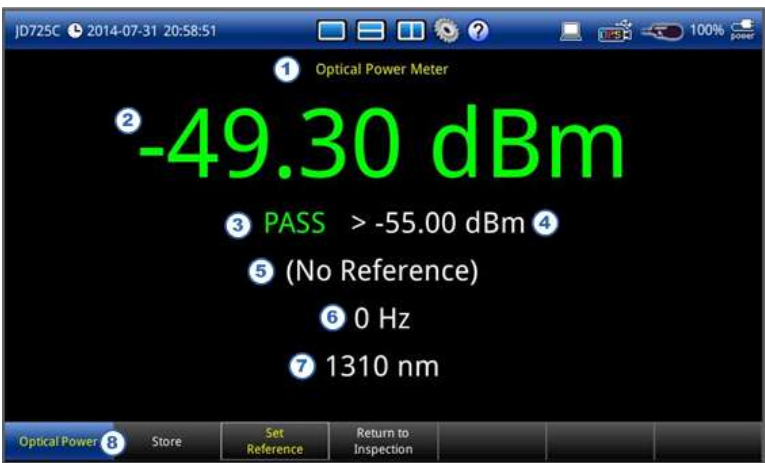 JD725C 2014-07-31 20:58:51 ? 100% power
1 Optical Power Meter
2 -49.30 dBm
3 PASS > -55.00 dBm 4
5 (No Reference)
6 0 Hz
7 1310 nm
Optical Power 8 Store Set Reference Return to Inspection